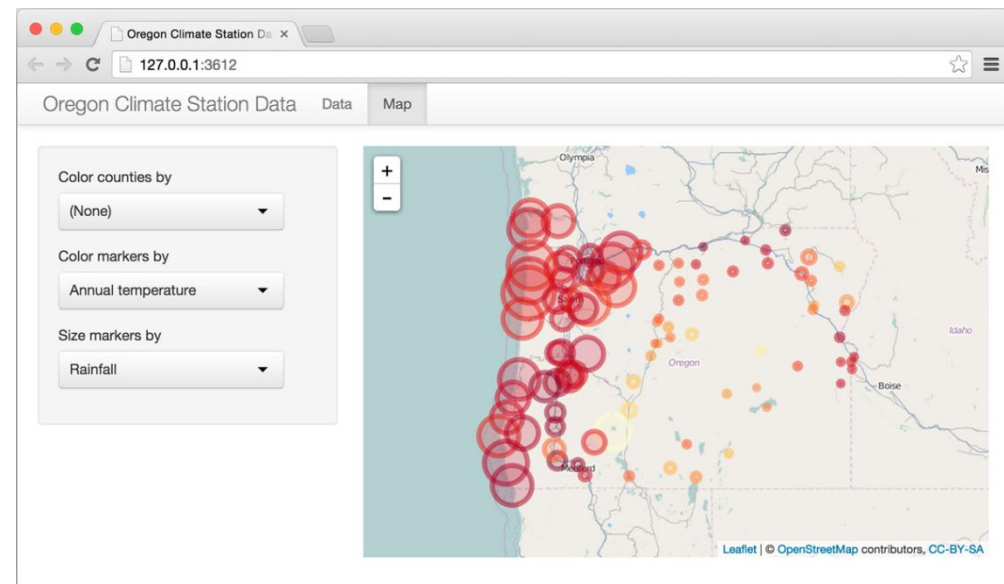 Oregon Climate Station Da
127.0.0.1:3612
Oregon Climate Station Data Data Map
Color counties by
(None)
Color markers by
Annual temperature
Size markers by
Rainfall
+
-
Olympia
Mis
Salem
Oregon
Idaho
Boise
Medford
Leaflet | © OpenStreetMap contributors, CC-BY-SA